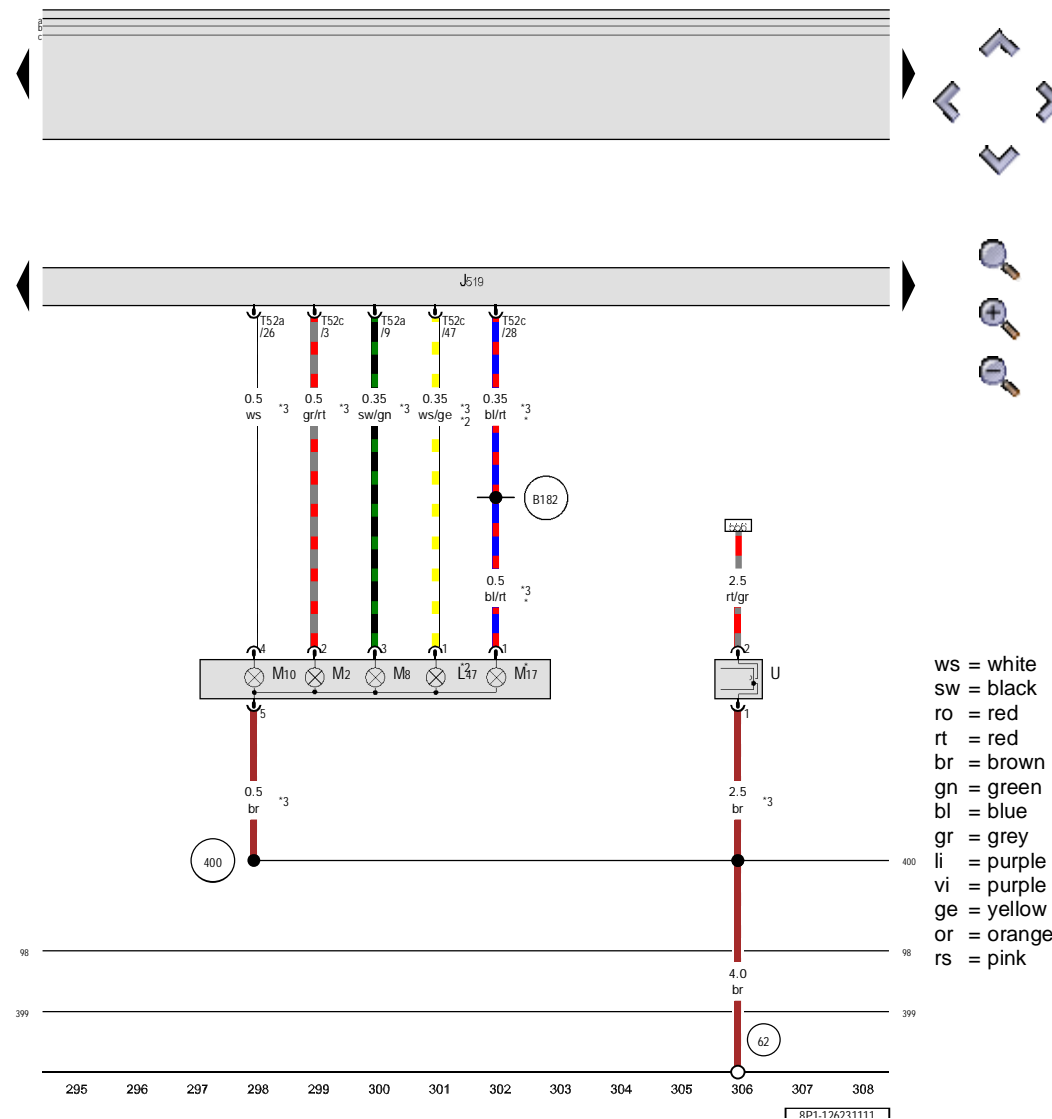 a
b
c
J519
T52a
/26
T52c
/3
T52a
/9
T52c
/47
T52c
/28
0.5
ws
*3
0.5
gr/rt
*3
0.35
sw/gn
*3
0.35
ws/ge
*3
*2
0.35
bl/rt
*3
*
B182
0.5
bl/rt
*3
*
2.5
rt/gr
4
2
3
1
1
2
M10
M2
M8
L47
*2
M17
*
U
5
1
0.5
br
*3
2.5
br
*3
400
400
98
98
4.0
br
399
399
62
295 296 297 298 299 300 301 302 303 304 305 306 307 308
8P1-126231111
ws = white
sw = black
ro = red
rt = red
br = brown
gn = green
bl = blue
gr = grey
li = purple
vi = purple
ge = yellow
or = orange
rs = pink